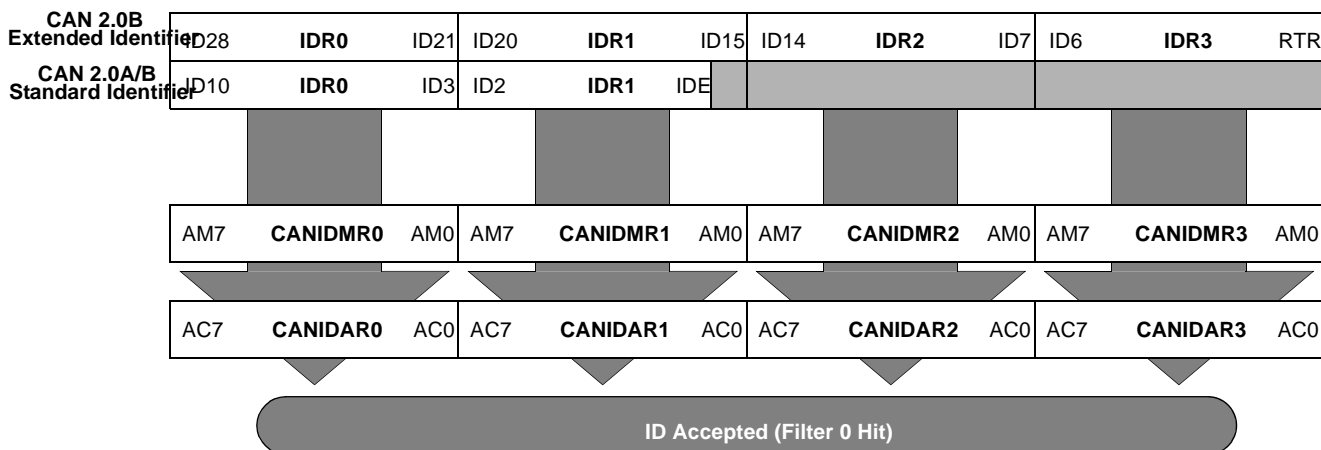 CAN 2.0B
Extended Identifier ID28 IDR0 ID21 ID20 IDR1 ID15 ID14 IDR2 ID7 ID6 IDR3 RTR
CAN 2.0A/B
Standard Identifier ID10 IDR0 ID3 ID2 IDR1 IDE
AM7 CANIDMR0 AM0 AM7 CANIDMR1 AM0 AM7 CANIDMR2 AM0 AM7 CANIDMR3 AM0
AC7 CANIDAR0 AC0 AC7 CANIDAR1 AC0 AC7 CANIDAR2 AC0 AC7 CANIDAR3 AC0
ID Accepted (Filter 0 Hit)